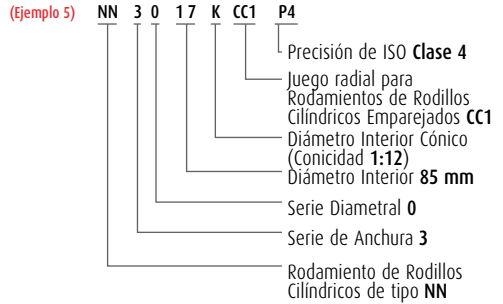 (Ejemplo 5) NN 3 0 17 K CC1 P4
Precisión de ISO Clase 4
Juego radial para
Rodamientos de Rodillos
Cilíndricos Emparejados CC1
Diámetro Interior Cónico
(Conicidad 1:12)
Diámetro Interior 85 mm
Serie Diametral 0
Serie de Anchura 3
Rodamiento de Rodillos
Cilíndricos de tipo NN